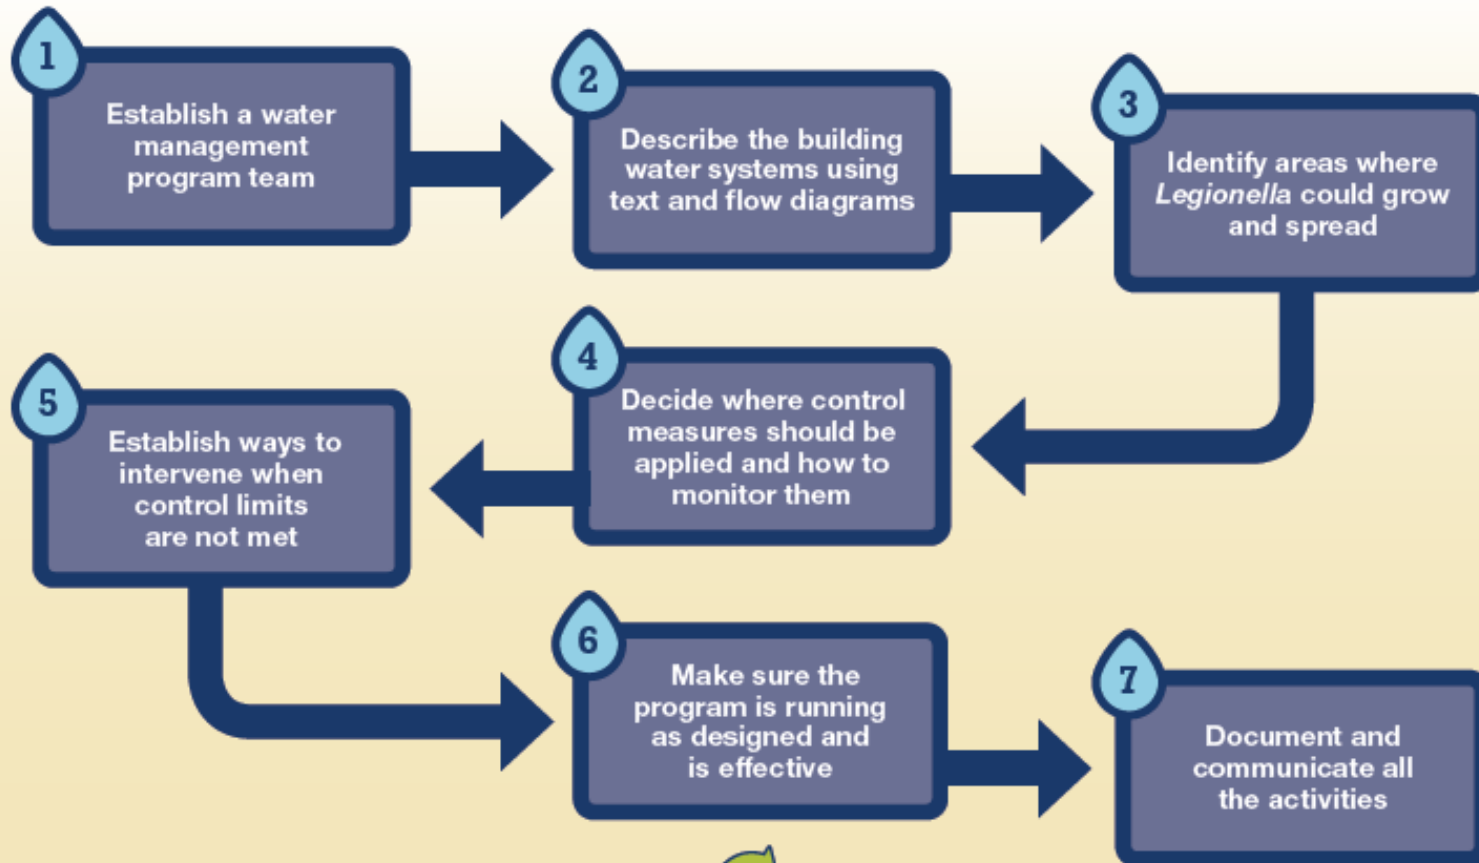 1
Establish a water
management
program team
2
Describe the building
water systems using
text and flow diagrams
3
Identify areas where
Legionella could grow
and spread
4
Decide where control
measures should be
applied and how to
monitor them
5
Establish ways to
intervene when
control limits
are not met
6
Make sure the
program is running
as designed and
is effective
7
Document and
communicate all
the activities